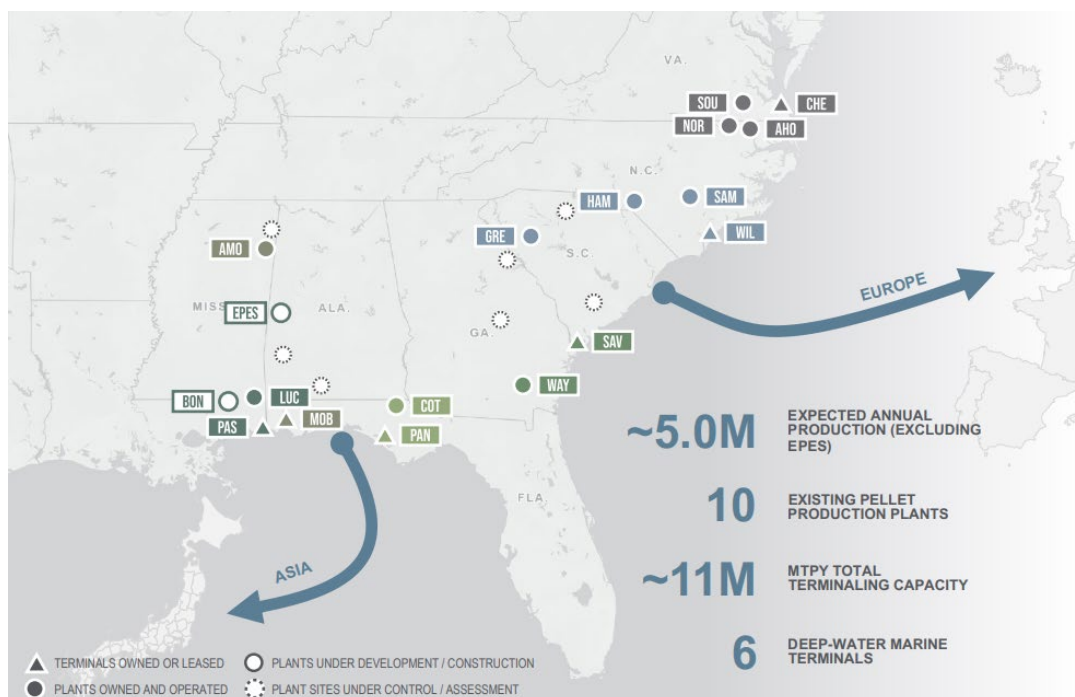 VA.
SOU
CHE
NOR
AHO
N.C.
HAM
SAM
GRE
WIL
S.C.
AMO
MISS
ALA.
EPES
GA.
EUROPE
SAV
WAY
BON
LUC
COT
PAS
MOB
PAN
FLA.
ASIA
~5.0M
EXPECTED ANNUAL
PRODUCTION (EXCLUDING
EPES)
10
EXISTING PELLET
PRODUCTION PLANTS
~11M
MTPY TOTAL
TERMINALING CAPACITY
6
DEEP-WATER MARINE
TERMINALS
TERMINALS OWNED OR LEASED
PLANTS UNDER DEVELOPMENT / CONSTRUCTION
PLANTS OWNED AND OPERATED
PLANT SITES UNDER CONTROL / ASSESSMENT